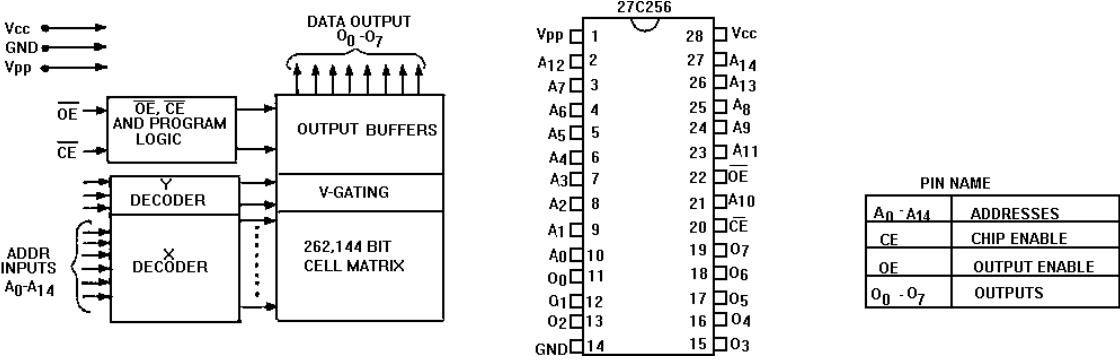 Vcc
GND
Vpp
OE
CE
OE, CE
AND PROGRAM
LOGIC
Y
DECODER
X
DECODER
ADDR
INPUTS
A0-A14
DATA OUTPUT
O0 -O7
OUTPUT BUFFERS
V-GATING
262,144 BIT
CELL MATRIX
27C256
Vpp 1 28 Vcc
A12 2 27 A14
A7 3 26 A13
A6 4 25 A8
A5 5 24 A9
A4 6 23 A11
A3 7 22 OE
A2 8 21 A10
A1 9 20 CE
A0 10 19 O7
O0 11 18 O6
O1 12 17 O5
O2 13 16 O4
GND 14 15 O3
PIN NAME
A0 - A14 ADDRESSES
CE CHIP ENABLE
OE OUTPUT ENABLE
O0 - O7 OUTPUTS